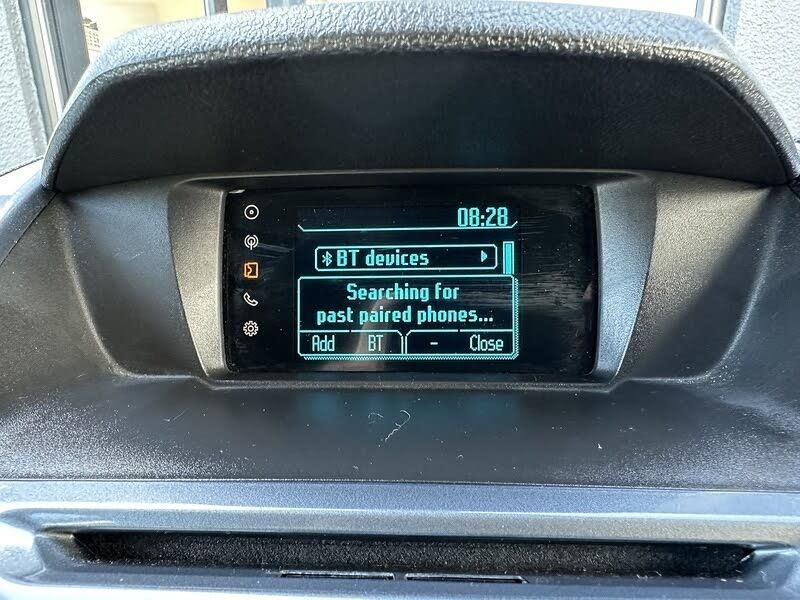 08:28
BT devices
Searching for
past paired phones...
Add BT - Close